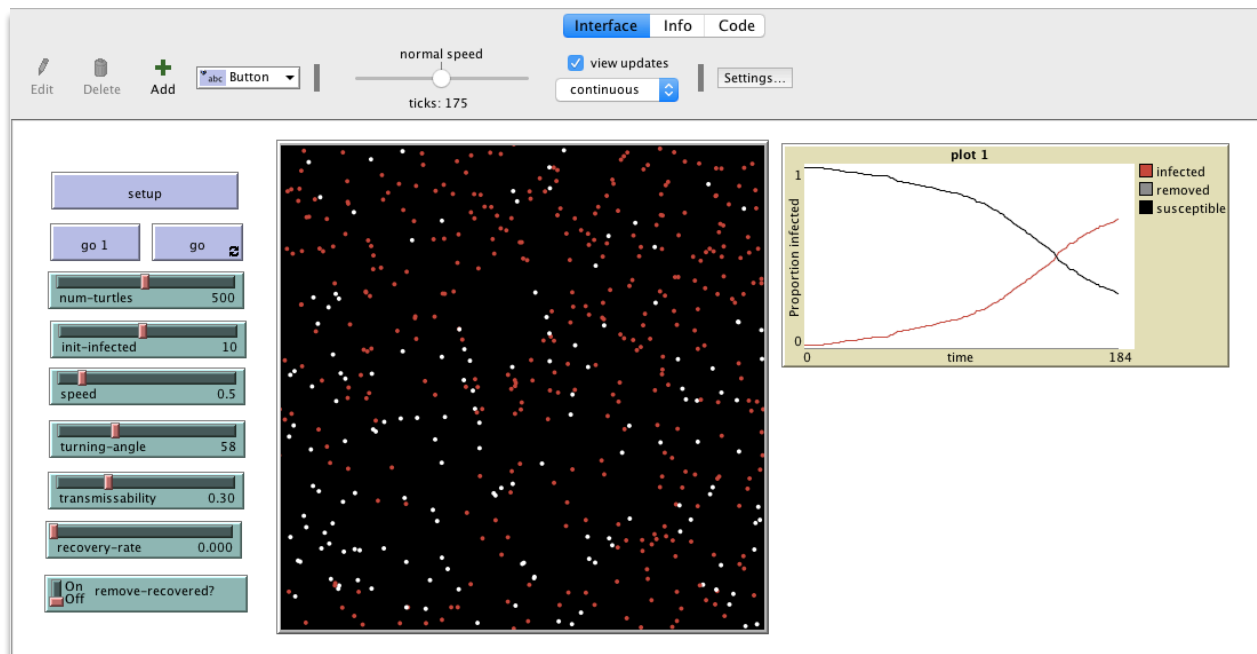 Interface Info Code
normal speed
view updates
Edit Delete Add abc Button
continuous
Settings...
ticks: 175
setup
go 1 go
num-turtles 500
init-infected 10
speed 0.5
turning-angle 58
transmissability 0.30
recovery-rate 0.000
On
Off
remove-recovered?
plot 1
Proportion infected
1
0
0 time 184
infected
removed
susceptible